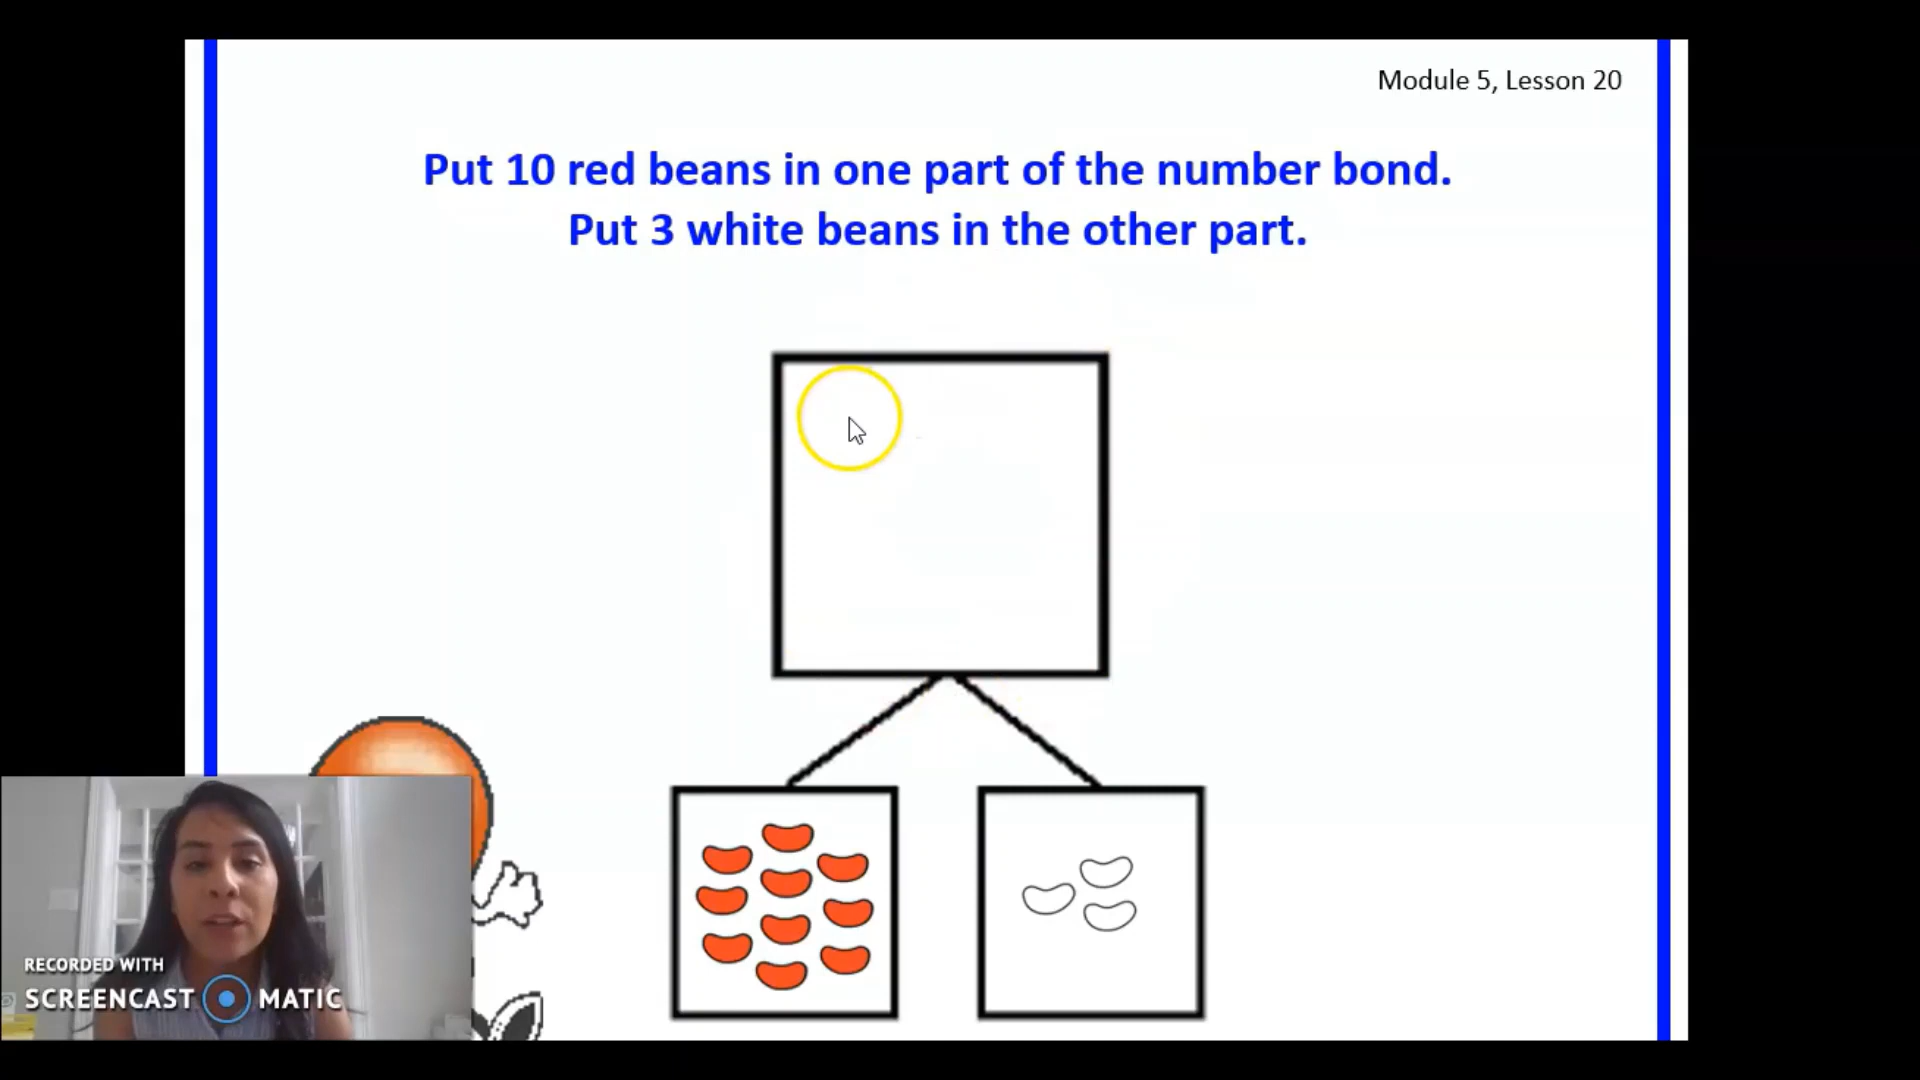 Module 5, Lesson 20
Put 10 red beans in one part of the number bond.
Put 3 white beans in the other part.
RECORDED WITH
SCREENCAST MATIC